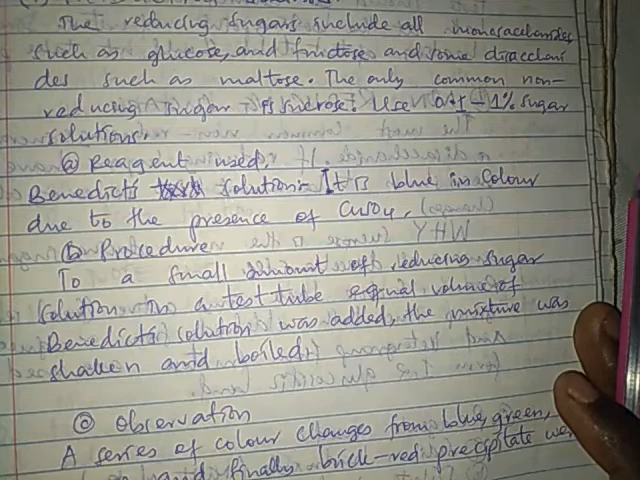 The reducing sugars include all monosaccharides
such as glucose, and fructose and some disacchari
des such as maltose. The only common non-
reducing sugar is sucrose. Use 0.1 - 1% sugar
solutions
(a) Reagent used:
Benedict's solution:- It is blue in colour
due to the presence of CuSO4.
(b) Procedure
To a small amount of reducing sugar
solution in a test tube equal volume of
Benedict's solution was added, the mixture was
shaken and boiled.
(c) Observation
A series of colour changes from blue, green,
and finally brick-red precipitate